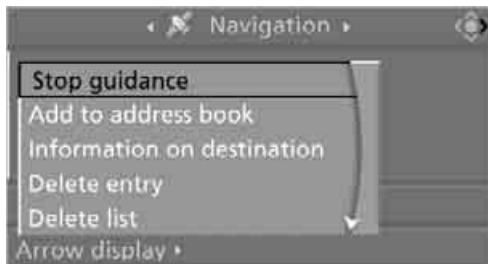 Navigation
Stop guidance
Add to address book
Information on destination
Delete entry
Delete list
Arrow display